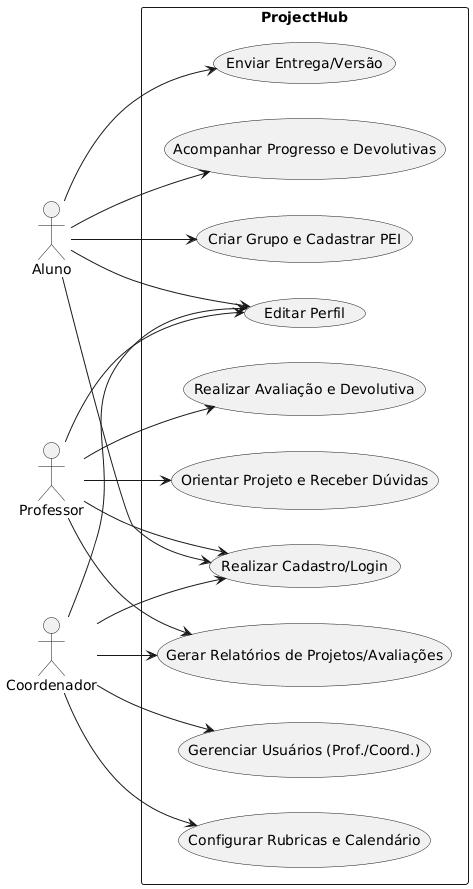 ProjectHub
Enviar Entrega/Versão
Acompanhar Progresso e Devolutivas
Criar Grupo e Cadastrar PEI
Aluno
Editar Perfil
Realizar Avaliação e Devolutiva
Orientar Projeto e Receber Dúvidas
Professor
Realizar Cadastro/Login
Gerar Relatórios de Projetos/Avaliações
Coordenador
Gerenciar Usuários (Prof./Coord.)
Configurar Rubricas e Calendário